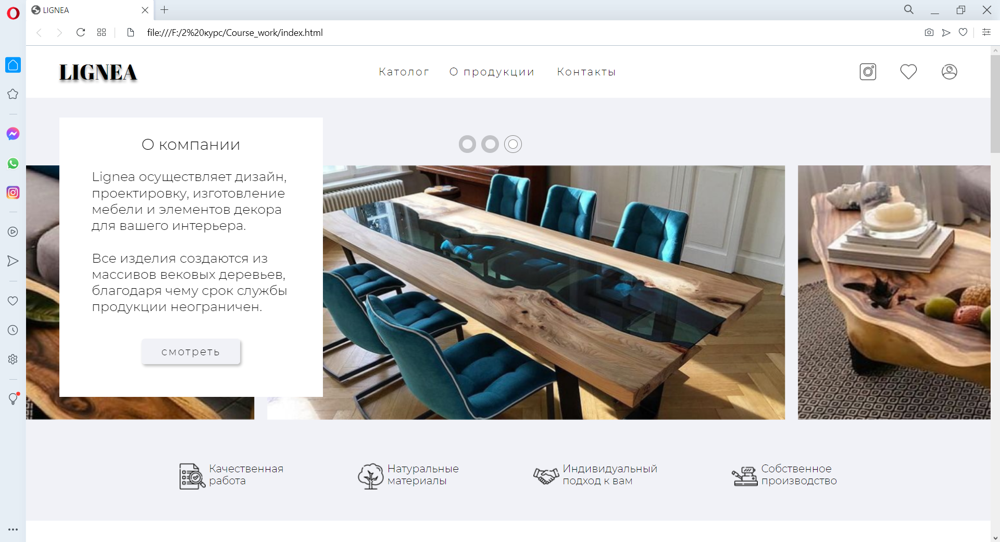 LIGNEA
file:///F:/2%20курс/Course_work/index.html
LIGNEA
Католог
О продукции
Контакты
О компании
Lignea осуществляет дизайн,
проектировку, изготовление
мебели и элементов декора
для вашего интерьера.
Все изделия создаются из
массивов вековых деревьев,
благодаря чему срок службы
продукции неограничен.
смотреть
Качественная
работа
Натуральные
материалы
Индивидуальный
подход к вам
Собственное
производство